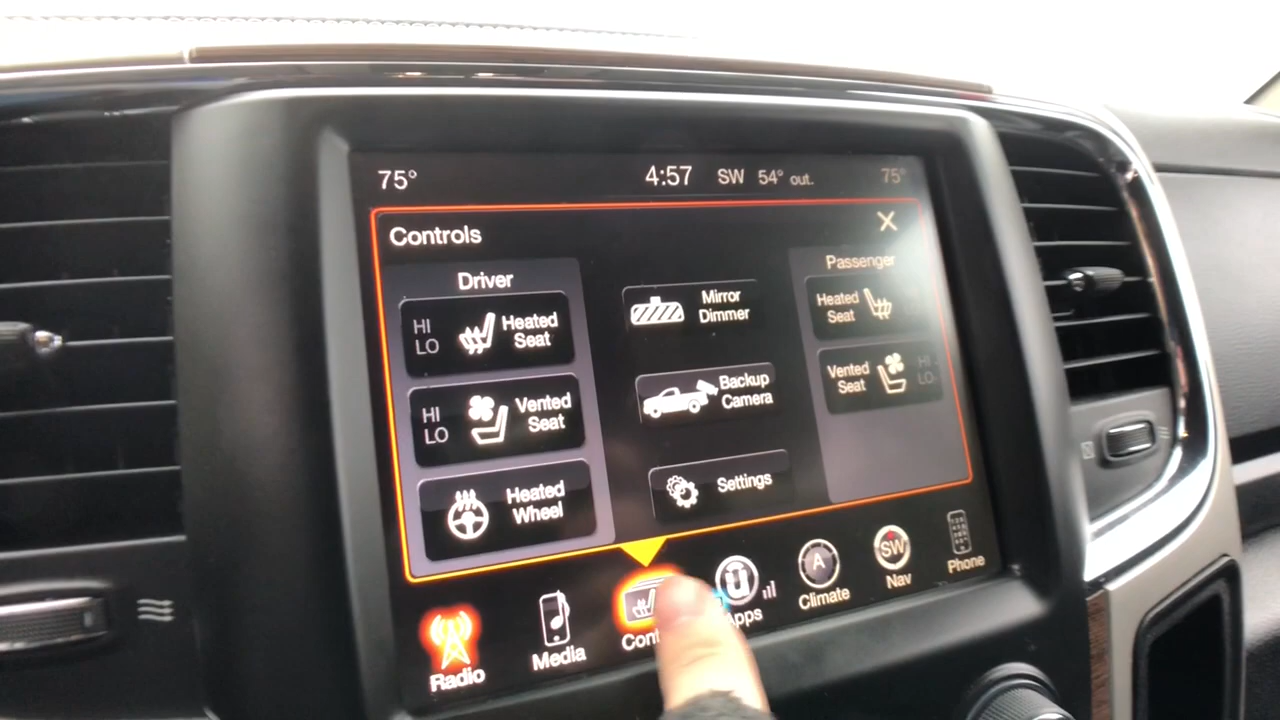 75° 4:57 SW 54° out. 75°
Controls X
Driver
HI
LO
Heated
Seat
HI
LO
Vented
Seat
Heated
Wheel
Mirror
Dimmer
Backup
Camera
Settings
Passenger
Heated
Seat
Vented
Seat
HI
LO
Radio
Media
Cont
Apps
A
Climate
SW
Nav
Phone